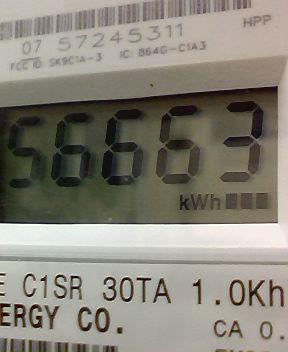 07 57245311
HPP
FCC ID: SK9C1A-3 IC: 864G-C1A3
56663
kWh
E C1SR 30TA 1.0Kh
ERGY CO.
CA 0.